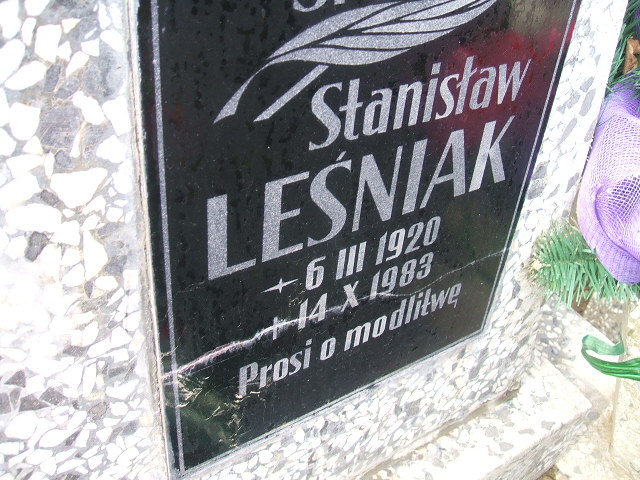 Stanisław
LEŚNIAK
6 III 1920
+ 14 X 1983
Prosi o modlitwę